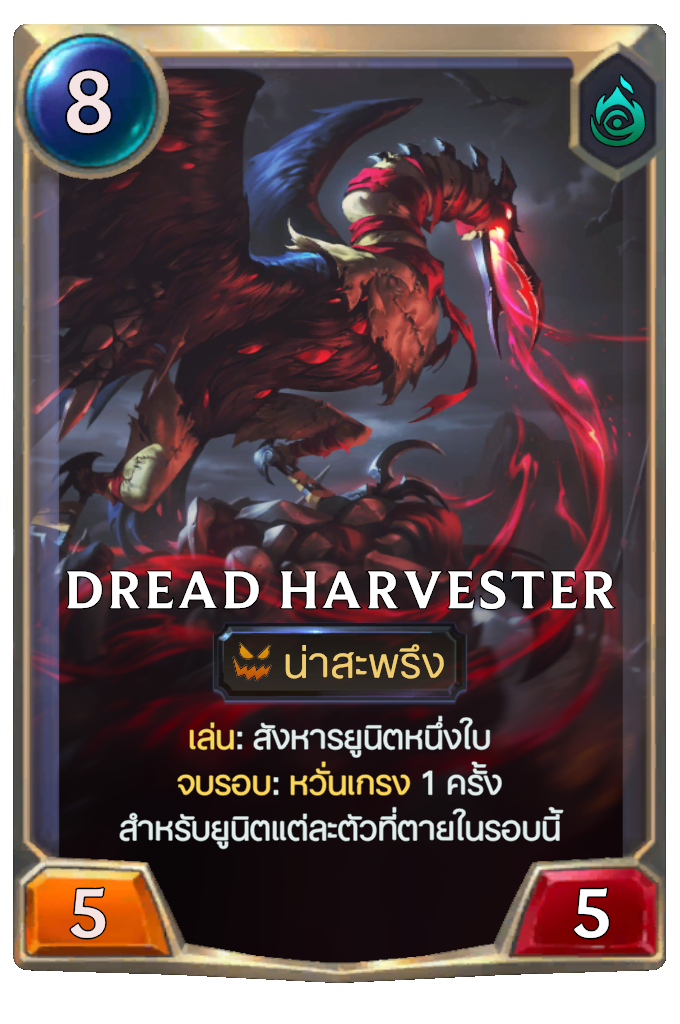 8
DREAD HARVESTER
น่าสะพรึง
เล่น: สังหารยูนิตหนึ่งใบ
จบรอบ: หวั่นเกรง 1 ครั้ง
สำหรับยูนิตแต่ละตัวที่ตายในรอบนี้
5
5